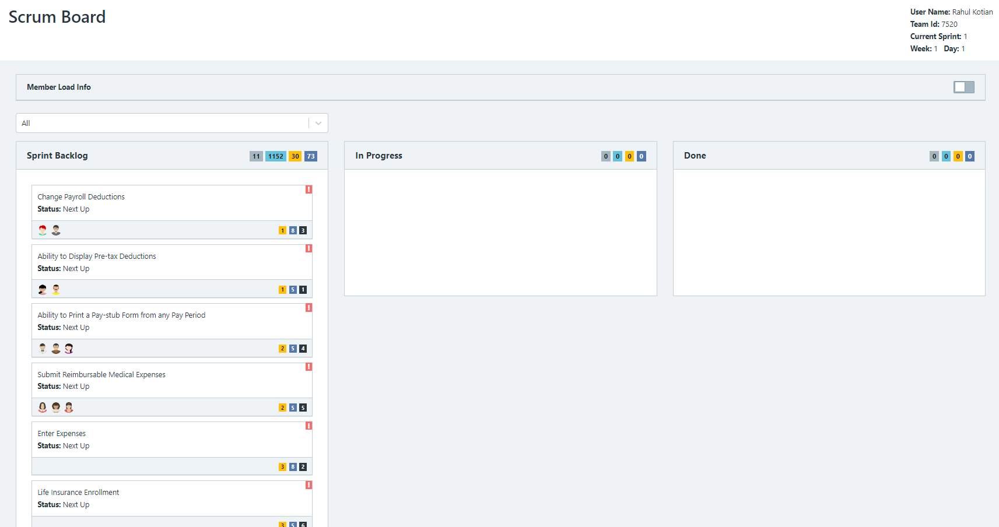 Scrum Board
User Name: Rahul Kotian
Team Id: 7520
Current Sprint: 1
Week: 1 Day: 1
Member Load Info
All
Sprint Backlog 11 1152 30 73
In Progress 0 0 0 0
Done 0 0 0 0
!
Change Payroll Deductions
Status: Next Up
1 8 3
!
Ability to Display Pre-tax Deductions
Status: Next Up
1 5 1
!
Ability to Print a Pay-stub Form from any Pay Period
Status: Next Up
2 5 4
!
Submit Reimbursable Medical Expenses
Status: Next Up
2 5 5
!
Enter Expenses
Status: Next Up
3 8 2
!
Life Insurance Enrollment
Status: Next Up
3 5 6